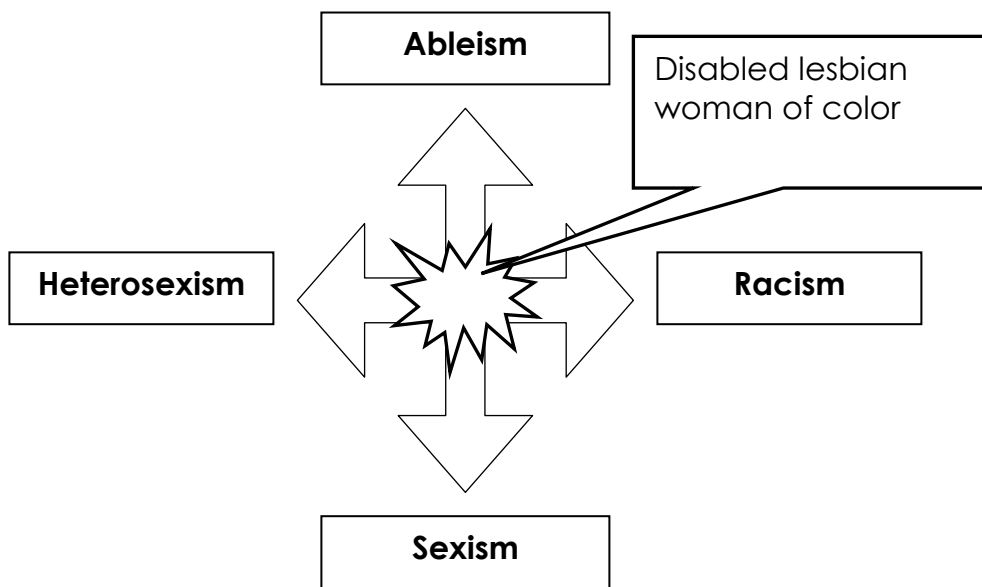 Ableism
Disabled lesbian
woman of color
Heterosexism
Racism
Sexism